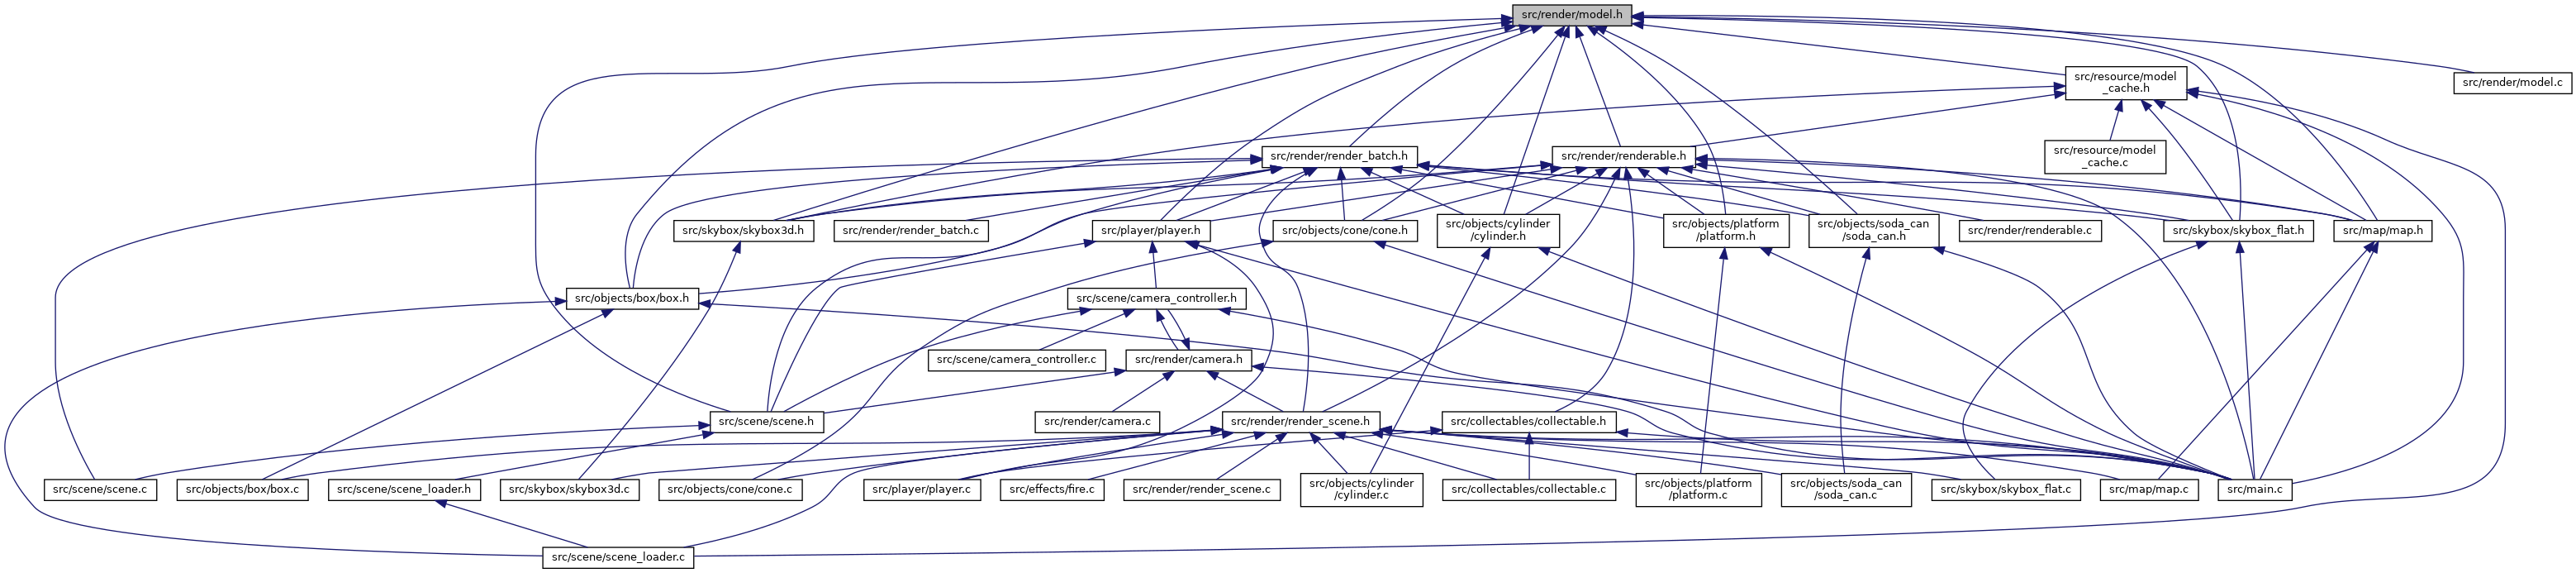 src/render/model.h
src/resource/model
_cache.h
src/render/model.c
src/render/render_batch.h
src/render/renderable.h
src/resource/model
_cache.c
src/skybox/skybox3d.h
src/render/render_batch.c
src/player/player.h
src/objects/cone/cone.h
src/objects/cylinder
/cylinder.h
src/objects/platform
/platform.h
src/objects/soda_can
/soda_can.h
src/render/renderable.c
src/skybox/skybox_flat.h
src/map/map.h
src/objects/box/box.h
src/scene/camera_controller.h
src/scene/camera_controller.c
src/render/camera.h
src/scene/scene.h
src/render/camera.c
src/render/render_scene.h
src/collectables/collectable.h
src/scene/scene.c
src/objects/box/box.c
src/scene/scene_loader.h
src/skybox/skybox3d.c
src/objects/cone/cone.c
src/player/player.c
src/effects/fire.c
src/render/render_scene.c
src/objects/cylinder
/cylinder.c
src/collectables/collectable.c
src/objects/platform
/platform.c
src/objects/soda_can
/soda_can.c
src/skybox/skybox_flat.c
src/map/map.c
src/main.c
src/scene/scene_loader.c